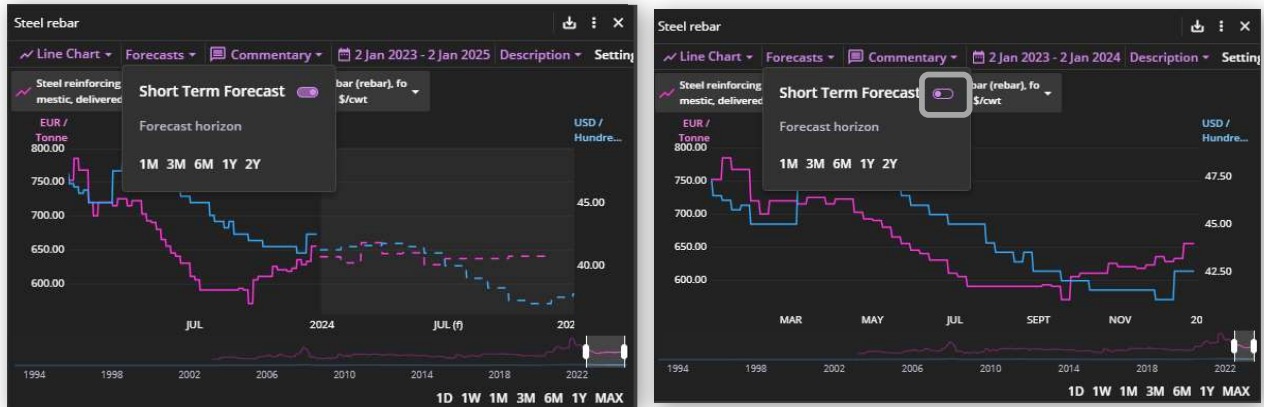 Steel rebar
Line Chart Forecasts Commentary 2 Jan 2023 - 2 Jan 2025 Description Setting
Steel reinforcing bar (rebar), fo
mestic, delivered $/cwt
Short Term Forecast
Forecast horizon
1M 3M 6M 1Y 2Y
EUR /
Tonne
USD /
Hundre...
800.00
750.00
700.00
650.00
600.00
45.00
40.00
JUL 2024 JUL (f) 202
1994 1998 2002 2006 2010 2014 2018 2022
1D 1W 1M 3M 6M 1Y MAX
Steel rebar
Line Chart Forecasts Commentary 2 Jan 2023 - 2 Jan 2024 Description Setting
Steel reinforcing bar (rebar), fo
mestic, delivered $/cwt
Short Term Forecast
Forecast horizon
1M 3M 6M 1Y 2Y
EUR /
Tonne
USD /
Hundre...
800.00
750.00
700.00
650.00
600.00
47.50
45.00
42.50
MAR MAY JUL SEPT NOV 20
1994 1998 2002 2006 2010 2014 2018 2022
1D 1W 1M 3M 6M 1Y MAX